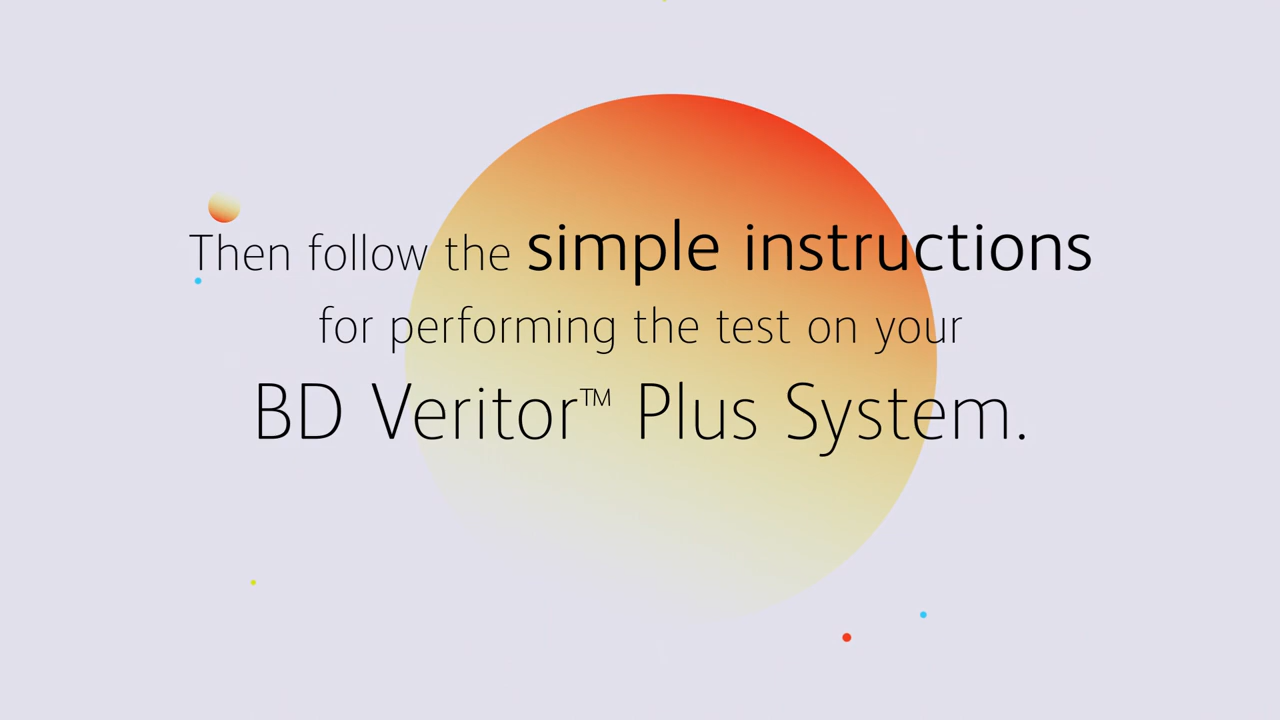 Then follow the simple instructions
for performing the test on your
BD Veritor™ Plus System.